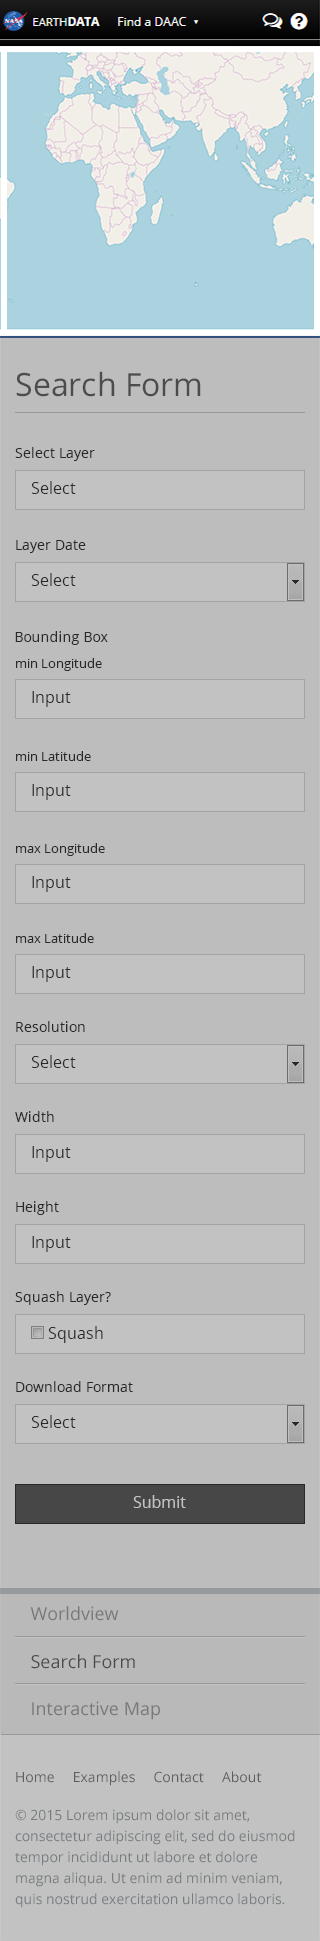 NASA EARTHDATA Find a DAAC ▾ ?
Search Form
Select Layer
Select
Layer Date
Select
Bounding Box
min Longitude
Input
min Latitude
Input
max Longitude
Input
max Latitude
Input
Resolution
Select
Width
Input
Height
Input
Squash Layer?
Squash
Download Format
Select
Submit
Worldview
Search Form
Interactive Map
Home Examples Contact About
© 2015 Lorem ipsum dolor sit amet,
consectetur adipiscing elit, sed do eiusmod
tempor incididunt ut labore et dolore
magna aliqua. Ut enim ad minim veniam,
quis nostrud exercitation ullamco laboris.